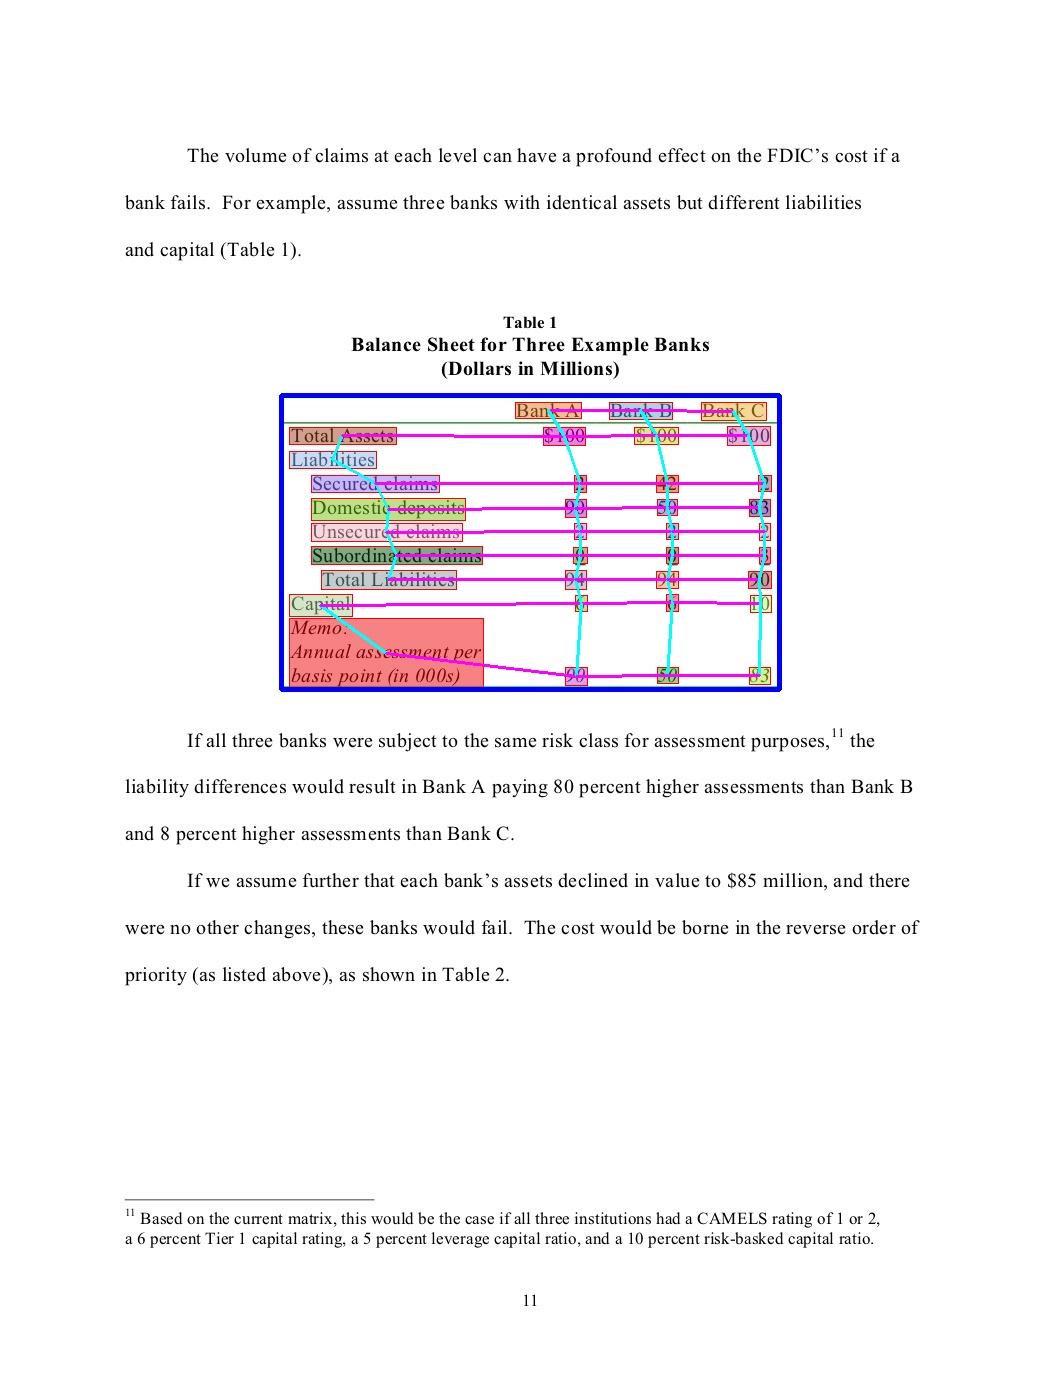 The volume of claims at each level can have a profound effect on the FDIC’s cost if a
bank fails. For example, assume three banks with identical assets but different liabilities
and capital (Table 1).
Table 1
Balance Sheet for Three Example Banks
(Dollars in Millions)
Bank A Bank B Bank C
Total Assets $100 $100 $100
Liabilities
Secured claims 2 42 2
Domestic deposits 90 50 83
Unsecured claims 2 2 2
Subordinated claims 0 0 3
Total Liabilities 94 94 90
Capital 6 6 10
Memo:
Annual assessment per
basis point (in 000s) 90 50 83
If all three banks were subject to the same risk class for assessment purposes,11 the
liability differences would result in Bank A paying 80 percent higher assessments than Bank B
and 8 percent higher assessments than Bank C.
If we assume further that each bank’s assets declined in value to $85 million, and there
were no other changes, these banks would fail. The cost would be borne in the reverse order of
priority (as listed above), as shown in Table 2.
11 Based on the current matrix, this would be the case if all three institutions had a CAMELS rating of 1 or 2,
a 6 percent Tier 1 capital rating, a 5 percent leverage capital ratio, and a 10 percent risk-basked capital ratio.
11